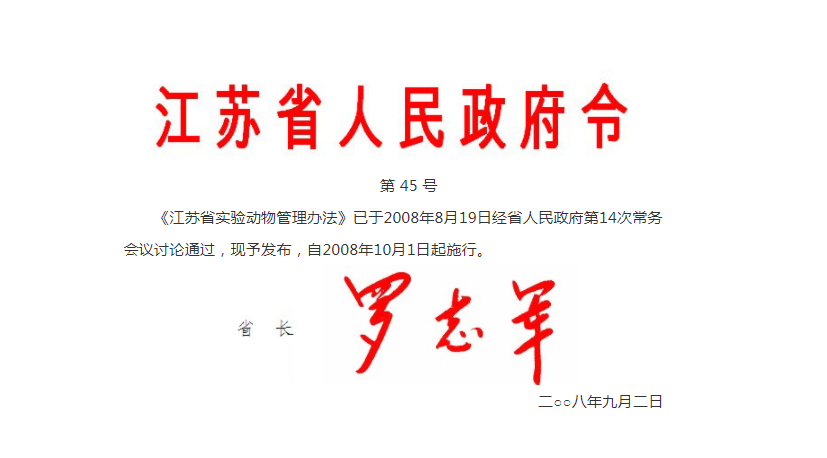 江苏省人民政府令
第 45 号
《江苏省实验动物管理办法》已于2008年8月19日经省人民政府第14次常务
会议讨论通过，现予发布，自2008年10月1日起施行。
省 长 罗志军
二○○八年九月二日